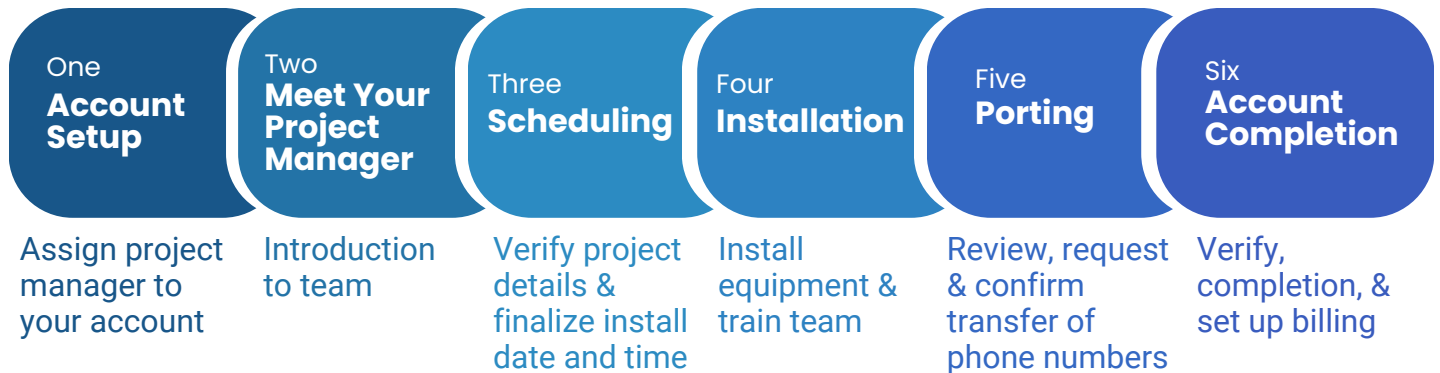 One
Account
Setup
Two
Meet Your
Project
Manager
Three
Scheduling
Four
Installation
Five
Porting
Six
Account
Completion
Assign project
manager to
your account
Introduction
to team
Verify project
details &
finalize install
date and time
Install
equipment &
train team
Review, request
& confirm
transfer of
phone numbers
Verify,
completion, &
set up billing